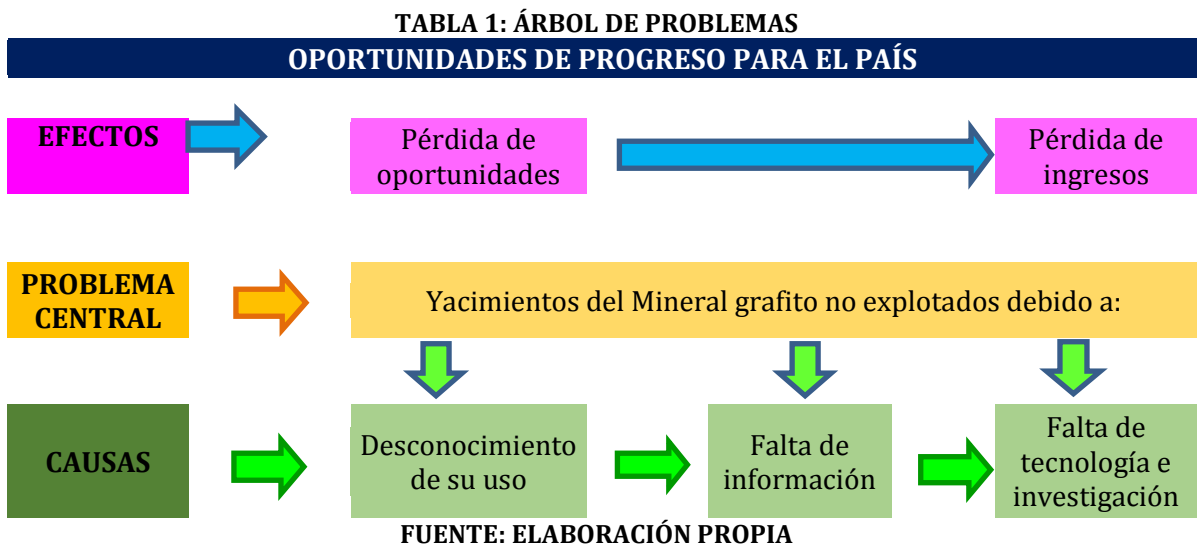 TABLA 1: ÁRBOL DE PROBLEMAS
OPORTUNIDADES DE PROGRESO PARA EL PAÍS
EFECTOS
Pérdida de
oportunidades
Pérdida de
ingresos
PROBLEMA
CENTRAL
Yacimientos del Mineral grafito no explotados debido a:
CAUSAS
Desconocimiento
de su uso
Falta de
información
Falta de
tecnología e
investigación
FUENTE: ELABORACIÓN PROPIA